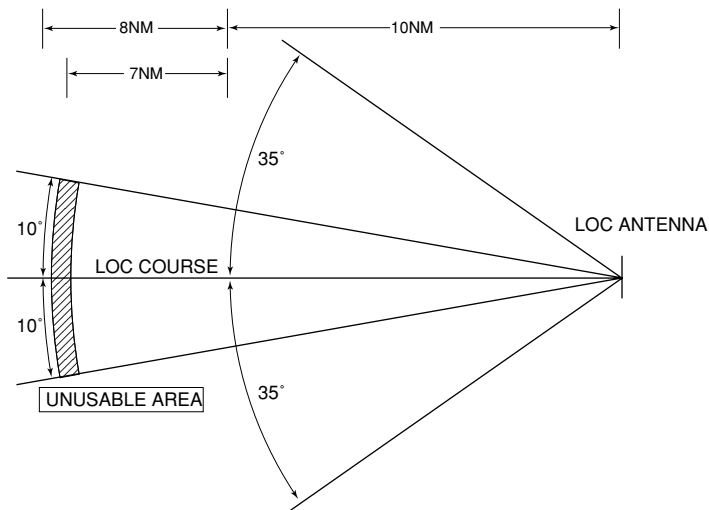 8NM
10NM
7NM
35˚
10˚
LOC ANTENNA
LOC COURSE
10˚
35˚
UNUSABLE AREA